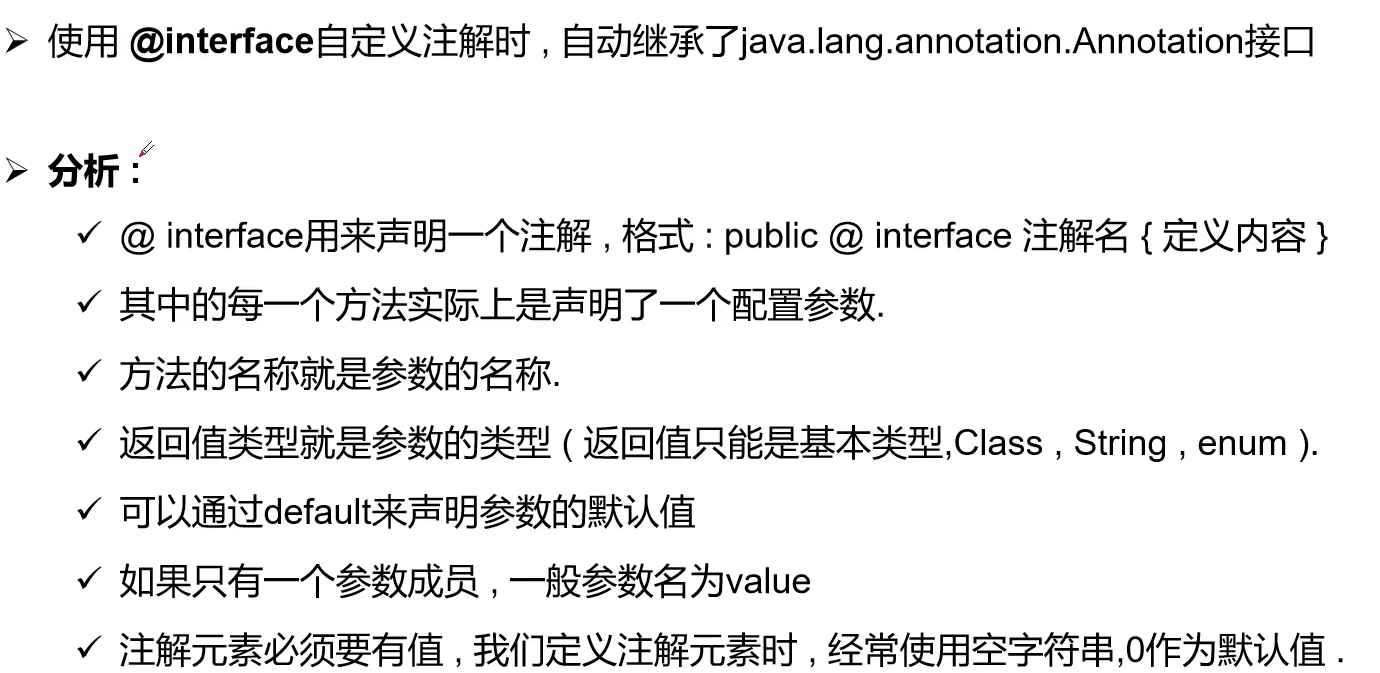 使用 @interface自定义注解时 , 自动继承了java.lang.annotation.Annotation接口
分析 :
@ interface用来声明一个注解 , 格式 : public @ interface 注解名 { 定义内容 }
其中的每一个方法实际上是声明了一个配置参数.
方法的名称就是参数的名称.
返回值类型就是参数的类型 ( 返回值只能是基本类型,Class , String , enum ).
可以通过default来声明参数的默认值
如果只有一个参数成员 , 一般参数名为value
注解元素必须要有值 , 我们定义注解元素时 , 经常使用空字符串,0作为默认值 .